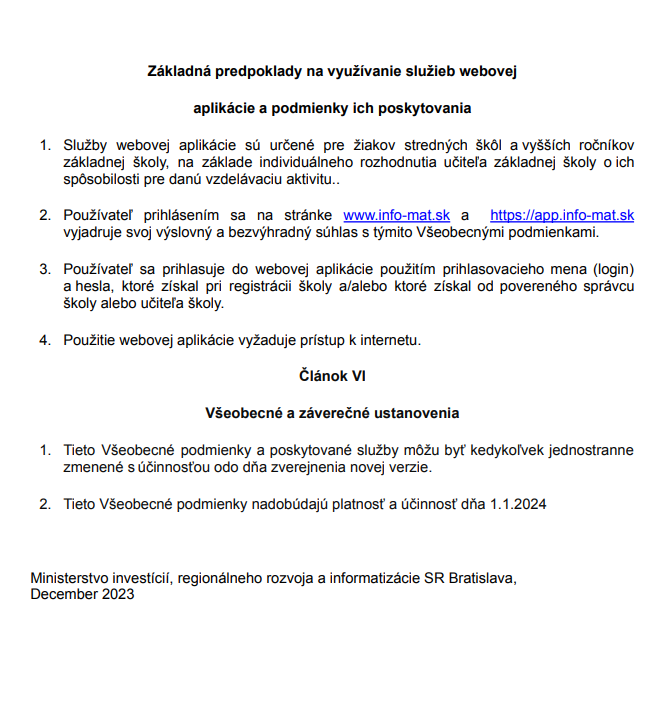 Základná predpoklady na využívanie služieb webovej
aplikácie a podmienky ich poskytovania
1. Služby webovej aplikácie sú určené pre žiakov stredných škôl a vyšších ročníkov
základnej školy, na základe individuálneho rozhodnutia učiteľa základnej školy o ich
spôsobilosti pre danú vzdelávaciu aktivitu..
2. Používateľ prihlásením sa na stránke www.info-mat.sk a https://app.info-mat.sk
vyjadruje svoj výslovný a bezvýhradný súhlas s týmito Všeobecnými podmienkami.
3. Používateľ sa prihlasuje do webovej aplikácie použitím prihlasovacieho mena (login)
a hesla, ktoré získal pri registrácii školy a/alebo ktoré získal od povereného správcu
školy alebo učiteľa školy.
4. Použitie webovej aplikácie vyžaduje prístup k internetu.
Článok VI
Všeobecné a záverečné ustanovenia
1. Tieto Všeobecné podmienky a poskytované služby môžu byť kedykoľvek jednostranne
zmenené s účinnosťou odo dňa zverejnenia novej verzie.
2. Tieto Všeobecné podmienky nadobúdajú platnosť a účinnosť dňa 1.1.2024
Ministerstvo investícií, regionálneho rozvoja a informatizácie SR Bratislava,
December 2023